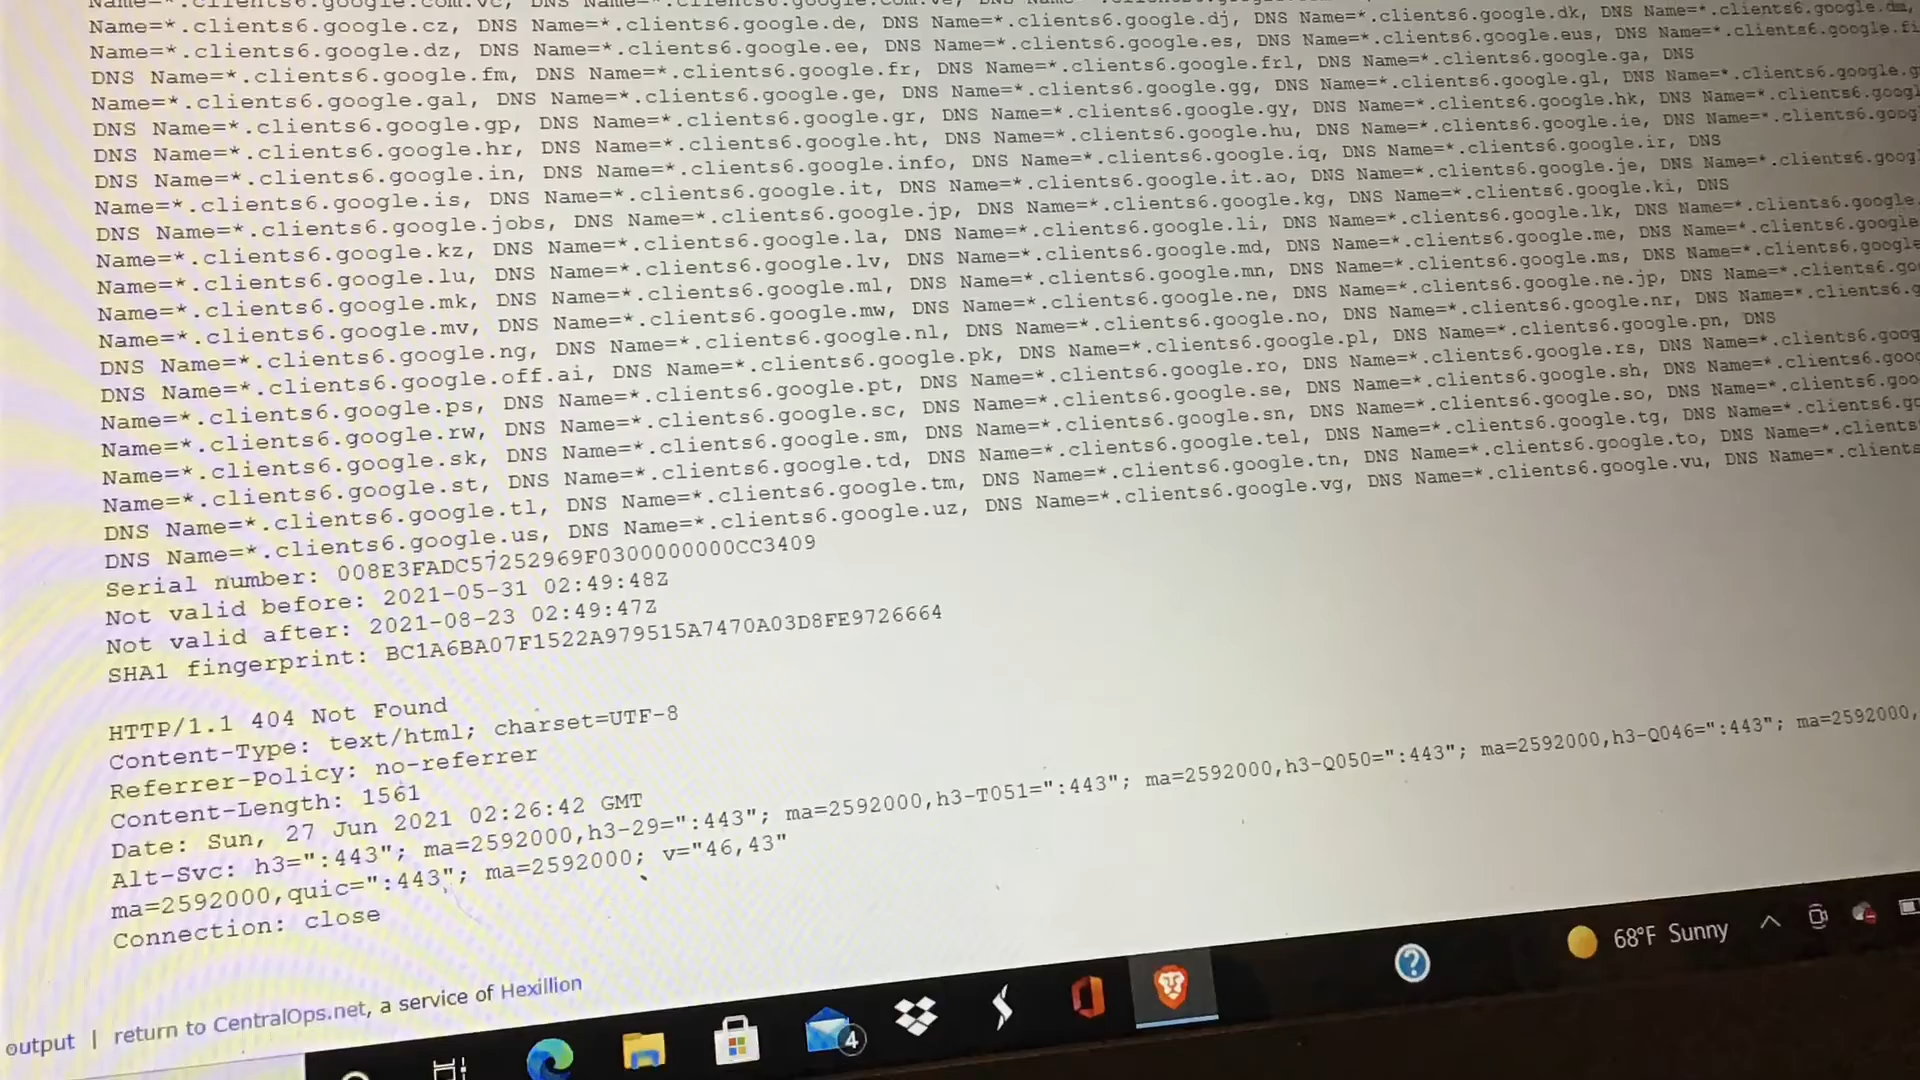 Name=*.clients6.google.com.vc, DNS
Name=*.clients6.google.cz, DNS Name=*.clients6.google.de, DNS Name=*.clients6.google.dj, DNS Name=*.clients6.google.dk, DNS Name=*.clients6.google.dm,
Name=*.clients6.google.dz, DNS Name=*.clients6.google.ee, DNS Name=*.clients6.google.es, DNS Name=*.clients6.google.eus, DNS Name=*.clients6.google.fi
DNS Name=*.clients6.google.fm, DNS Name=*.clients6.google.fr, DNS Name=*.clients6.google.frl, DNS Name=*.clients6.google.ga, DNS
Name=*.clients6.google.gal, DNS Name=*.clients6.google.ge, DNS Name=*.clients6.google.gg, DNS Name=*.clients6.google.gl, DNS Name=*.clients6.google.g
DNS Name=*.clients6.google.gp, DNS Name=*.clients6.google.gr, DNS Name=*.clients6.google.gy, DNS Name=*.clients6.google.hk, DNS Name=*.clients6.googl
DNS Name=*.clients6.google.hr, DNS Name=*.clients6.google.ht, DNS Name=*.clients6.google.hu, DNS Name=*.clients6.google.ie, DNS Name=*.clients6.goog
DNS Name=*.clients6.google.in, DNS Name=*.clients6.google.info, DNS Name=*.clients6.google.iq, DNS Name=*.clients6.google.ir, DNS
Name=*.clients6.google.is, DNS Name=*.clients6.google.it, DNS Name=*.clients6.google.it.ao, DNS Name=*.clients6.google.je, DNS Name=*.clients6.googl
DNS Name=*.clients6.google.jobs, DNS Name=*.clients6.google.jp, DNS Name=*.clients6.google.kg, DNS Name=*.clients6.google.ki, DNS
Name=*.clients6.google.kz, DNS Name=*.clients6.google.la, DNS Name=*.clients6.google.li, DNS Name=*.clients6.google.lk, DNS Name=*.clients6.google.
Name=*.clients6.google.lu, DNS Name=*.clients6.google.lv, DNS Name=*.clients6.google.md, DNS Name=*.clients6.google.me, DNS Name=*.clients6.google
Name=*.clients6.google.mk, DNS Name=*.clients6.google.ml, DNS Name=*.clients6.google.mn, DNS Name=*.clients6.google.ms, DNS Name=*.clients6.google
Name=*.clients6.google.mv, DNS Name=*.clients6.google.mw, DNS Name=*.clients6.google.ne, DNS Name=*.clients6.google.ne.jp, DNS Name=*.clients6.go
DNS Name=*.clients6.google.ng, DNS Name=*.clients6.google.nl, DNS Name=*.clients6.google.no, DNS Name=*.clients6.google.nr, DNS Name=*.clients6.g
DNS Name=*.clients6.google.off.ai, DNS Name=*.clients6.google.pk, DNS Name=*.clients6.google.pl, DNS Name=*.clients6.google.pn, DNS
Name=*.clients6.google.ps, DNS Name=*.clients6.google.pt, DNS Name=*.clients6.google.ro, DNS Name=*.clients6.google.rs, DNS Name=*.clients6.goog
Name=*.clients6.google.rw, DNS Name=*.clients6.google.sc, DNS Name=*.clients6.google.se, DNS Name=*.clients6.google.sh, DNS Name=*.clients6.goo
Name=*.clients6.google.sk, DNS Name=*.clients6.google.sm, DNS Name=*.clients6.google.sn, DNS Name=*.clients6.google.so, DNS Name=*.clients6.goo
Name=*.clients6.google.st, DNS Name=*.clients6.google.td, DNS Name=*.clients6.google.tel, DNS Name=*.clients6.google.tg, DNS Name=*.clients6.go
DNS Name=*.clients6.google.tl, DNS Name=*.clients6.google.tm, DNS Name=*.clients6.google.tn, DNS Name=*.clients6.google.to, DNS Name=*.clients
DNS Name=*.clients6.google.us, DNS Name=*.clients6.google.uz, DNS Name=*.clients6.google.vg, DNS Name=*.clients6.google.vu, DNS Name=*.clients
Serial number: 008E3FADC57252969F0300000000CC3409
Not valid before: 2021-05-31 02:49:48Z
Not valid after: 2021-08-23 02:49:47Z
SHA1 fingerprint: BC1A6BA07F1522A979515A7470A03D8FE9726664
HTTP/1.1 404 Not Found
Content-Type: text/html; charset=UTF-8
Referrer-Policy: no-referrer
Content-Length: 1561
Date: Sun, 27 Jun 2021 02:26:42 GMT
Alt-Svc: h3=":443"; ma=2592000,h3-29=":443"; ma=2592000,h3-T051=":443"; ma=2592000,h3-Q050=":443"; ma=2592000,h3-Q046=":443"; ma=2592000,
ma=2592000,quic=":443"; ma=2592000; v="46,43"
Connection: close
output | return to CentralOps.net, a service of Hexillion
4
?
68°F Sunny